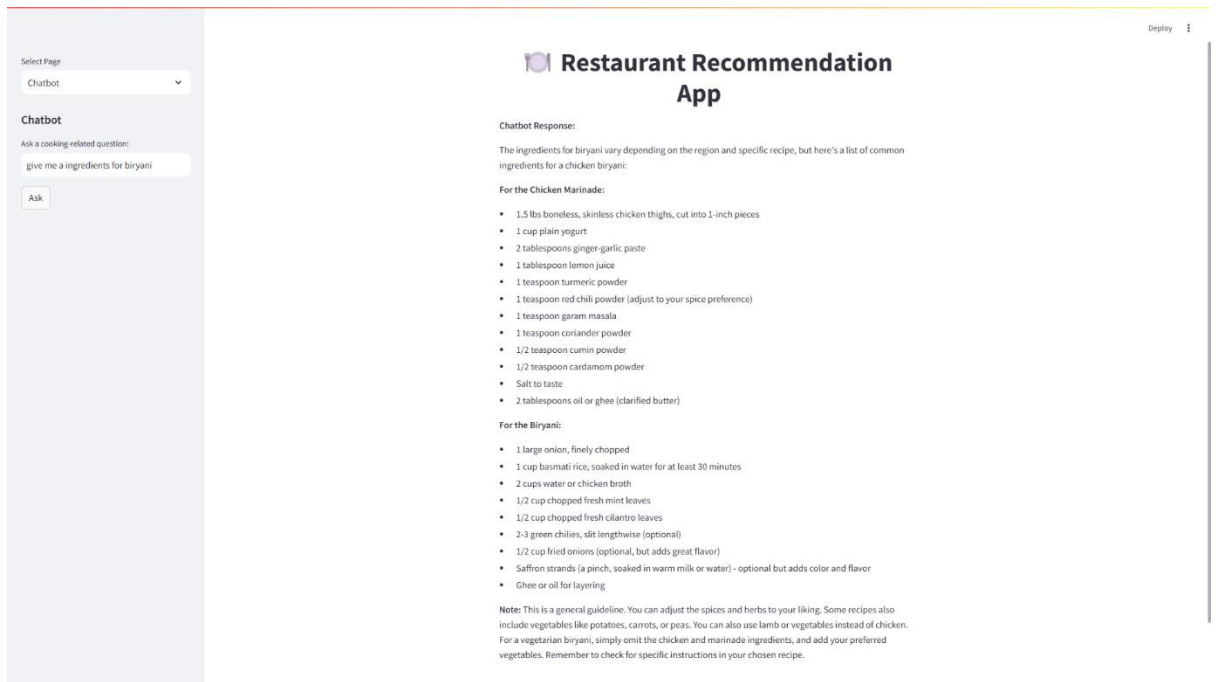 Deploy
Select Page
Chatbot
Chatbot
Ask a cooking-related question:
give me a ingredients for biryani
Ask
Restaurant Recommendation
App
Chatbot Response:
The ingredients for biryani vary depending on the region and specific recipe, but here's a list of common
ingredients for a chicken biryani:
For the Chicken Marinade:
• 1.5 lbs boneless, skinless chicken thighs, cut into 1-inch pieces
• 1 cup plain yogurt
• 2 tablespoons ginger-garlic paste
• 1 tablespoon lemon juice
• 1 teaspoon turmeric powder
• 1 teaspoon red chili powder (adjust to your spice preference)
• 1 teaspoon garam masala
• 1 teaspoon coriander powder
• 1/2 teaspoon cumin powder
• 1/2 teaspoon cardamom powder
• Salt to taste
• 2 tablespoons oil or ghee (clarified butter)
For the Biryani:
• 1 large onion, finely chopped
• 1 cup basmati rice, soaked in water for at least 30 minutes
• 2 cups water or chicken broth
• 1/2 cup chopped fresh mint leaves
• 1/2 cup chopped fresh cilantro leaves
• 2-3 green chilies, slit lengthwise (optional)
• 1/2 cup fried onions (optional, but adds great flavor)
• Saffron strands (a pinch, soaked in warm milk or water) - optional but adds color and flavor
• Ghee or oil for layering
Note: This is a general guideline. You can adjust the spices and herbs to your liking. Some recipes also
include vegetables like potatoes, carrots, or peas. You can also use lamb or vegetables instead of chicken.
For a vegetarian biryani, simply omit the chicken and marinade ingredients, and add your preferred
vegetables. Remember to check for specific instructions in your chosen recipe.